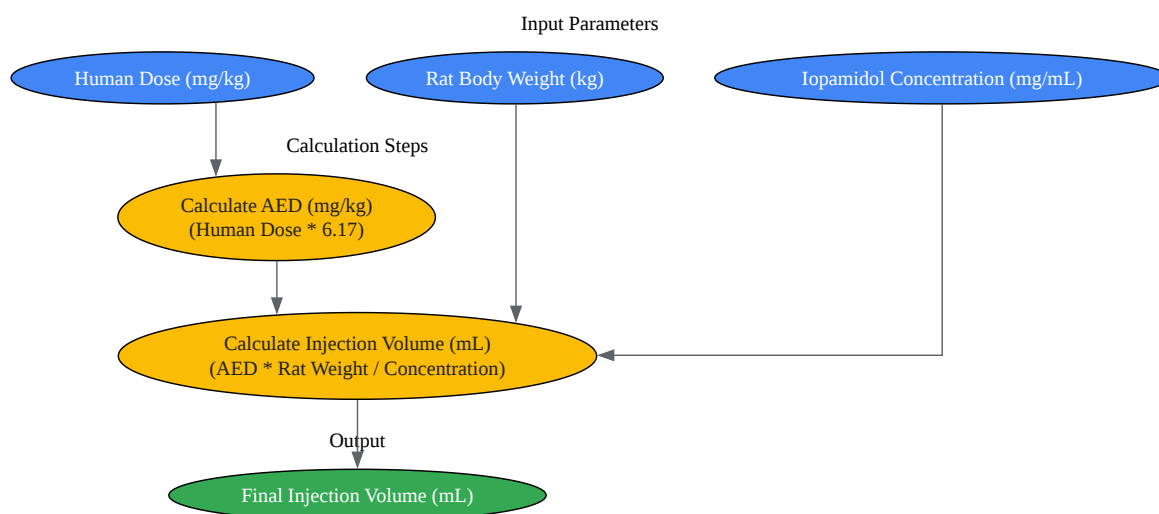 Input Parameters
Human Dose (mg/kg)
Rat Body Weight (kg)
Iopamidol Concentration (mg/mL)
Calculation Steps
Calculate AED (mg/kg)
(Human Dose * 6.17)
Calculate Injection Volume (mL)
(AED * Rat Weight / Concentration)
Output
Final Injection Volume (mL)